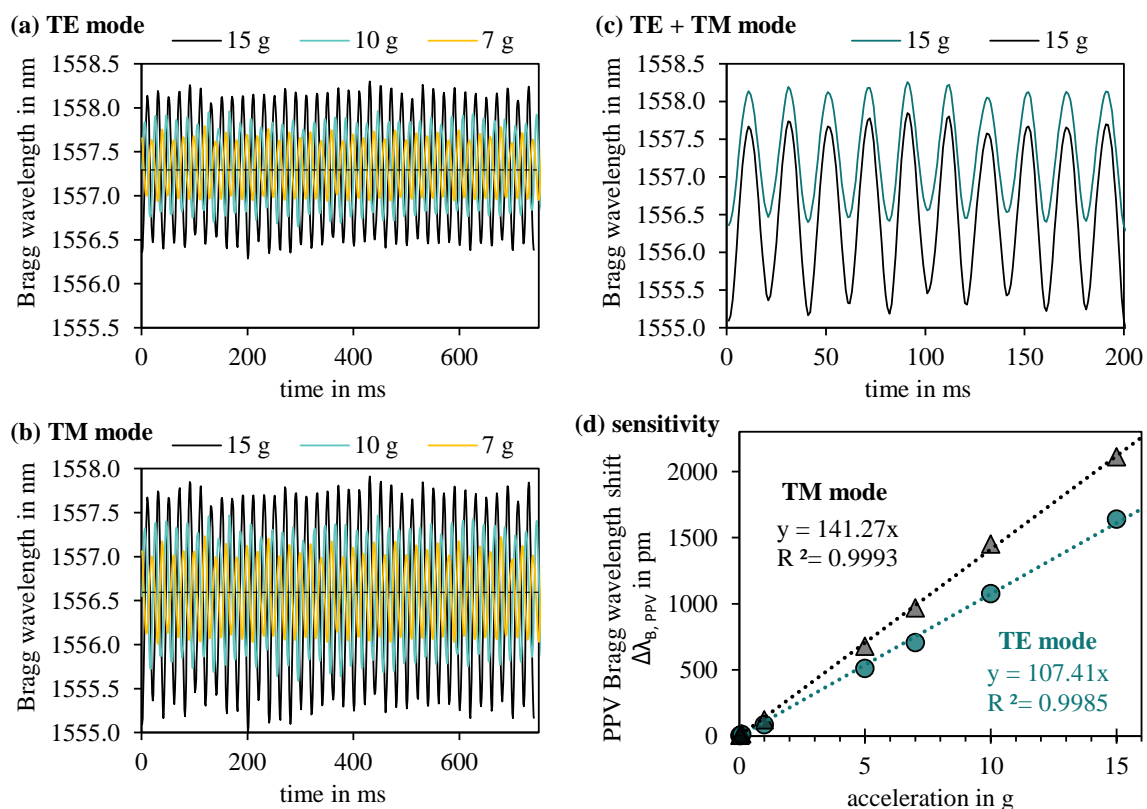 (a) TE mode
15 g 10 g 7 g
Bragg wavelength in nm
1558.5
1558.0
1557.5
1557.0
1556.5
1556.0
1555.5
0 200 400 600
time in ms
(b) TM mode
15 g 10 g 7 g
Bragg wavelength in nm
1558.0
1557.5
1557.0
1556.5
1556.0
1555.5
1555.0
0 200 400 600
time in ms
(c) TE + TM mode
15 g 15 g
Bragg wavelength in nm
1558.5
1558.0
1557.5
1557.0
1556.5
1556.0
1555.5
1555.0
0 50 100 150 200
time in ms
(d) sensitivity
PPV Bragg wavelength shift
ΔλB, PPV in pm
2000
1500
1000
500
0
TM mode
y = 141.27x
R ²= 0.9993
TE mode
y = 107.41x
R ²= 0.9985
0 5 10 15
acceleration in g